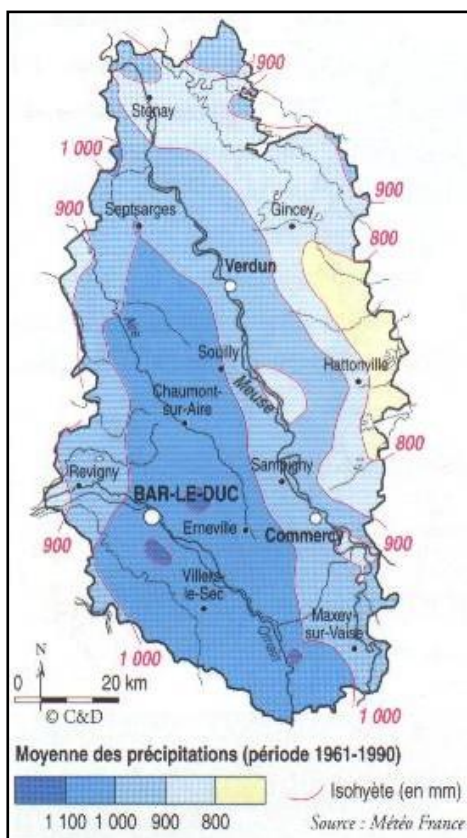 900
Stenay
1 000
900
Septsarges
Gincey
900
800
Verdun
Aire
Souilly
Meuse
Hattonville
Chaumont-
sur-Aire
800
Revigny
Sampigny
BAR-LE-DUC
Erneville
Commercy
900
900
Villers-
le-Sec
Ornain
Maxey-
sur-Vaise
1 000
1 000
N
0 20 km
© C&D
Moyenne des précipitations (période 1961-1990)
1 100 1 000 900 800
Isohyète (en mm)
Source : Météo France